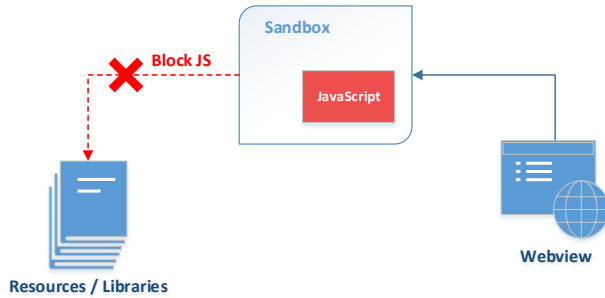 Sandbox
Block JS
JavaScript
Webview
Resources / Libraries